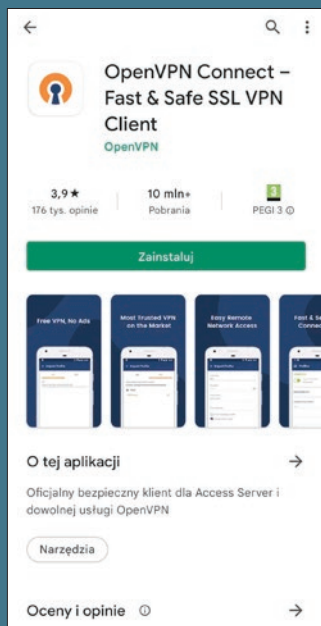 OpenVPN Connect –
Fast & Safe SSL VPN
Client
OpenVPN
3,9★
176 tys. opinie
10 mln+
Pobrania
3
PEGI 3
Zainstaluj
Free VPN, No Ads
Most Trusted VPN
on the Market
Easy Remote
Network Access
Fast & S
Connec
O tej aplikacji
Oficjalny bezpieczny klient dla Access Server i
dowolnej usługi OpenVPN
Narzędzia
Oceny i opinie